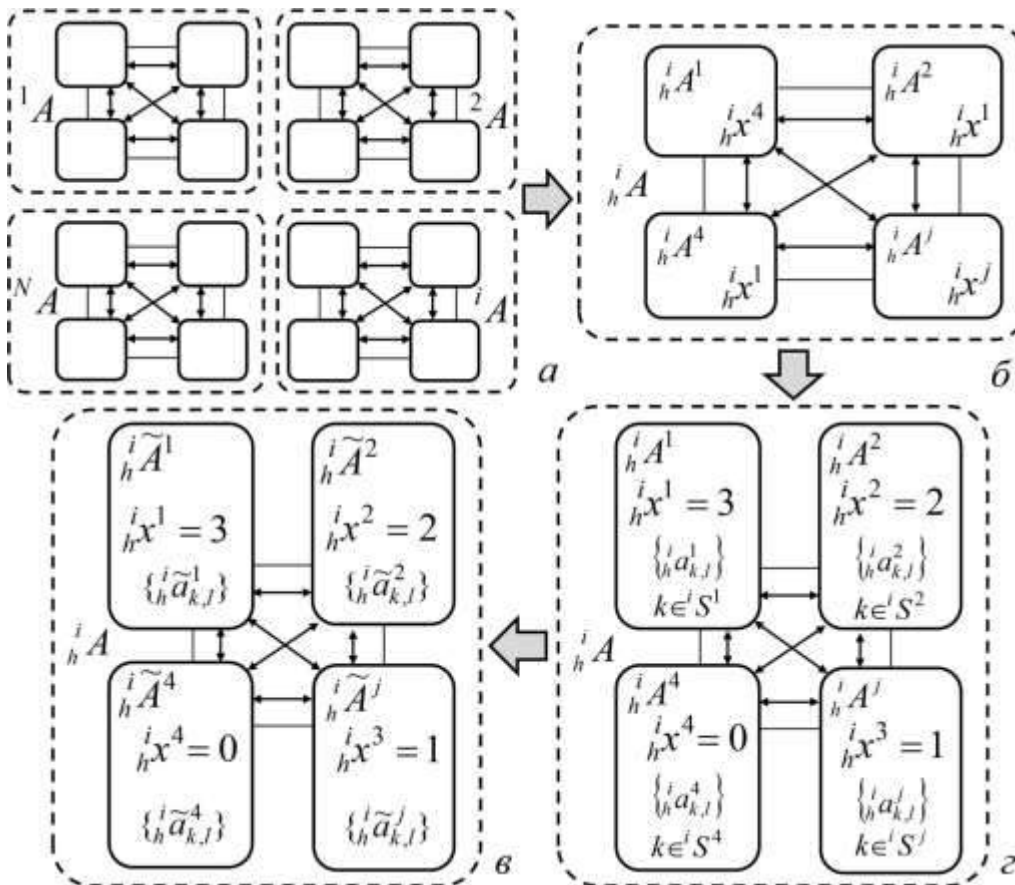 ¹A
²A
ᴺA
ⁱA
а
ⁱₕA¹
ⁱₕx⁴
ⁱₕA²
ⁱₕx¹
ⁱₕA
ⁱₕA⁴
ⁱₕx¹
ⁱₕAʲ
ⁱₕxʲ
б
ⁱₕÃ¹
ⁱₕx¹ = 3
{ⁱₕã¹ₖ,ₗ}
ⁱₕÃ²
ⁱₕx² = 2
{ⁱₕã²ₖ,ₗ}
ⁱₕA
ⁱₕÃ⁴
ⁱₕx⁴ = 0
{ⁱₕã⁴ₖ,ₗ}
ⁱₕÃʲ
ⁱₕx³ = 1
{ⁱₕãʲₖ,ₗ}
в
ⁱₕA¹
ⁱₕx¹ = 3
{ⁱₕa¹ₖ,ₗ}
k∈ⁱS¹
ⁱₕA²
ⁱₕx² = 2
{ⁱₕa²ₖ,ₗ}
k∈ⁱS²
ⁱₕA
ⁱₕA⁴
ⁱₕx⁴ = 0
{ⁱₕa⁴ₖ,ₗ}
k∈ⁱS⁴
ⁱₕAʲ
ⁱₕx³ = 1
{ⁱₕaʲₖ,ₗ}
k∈ⁱSʲ
г